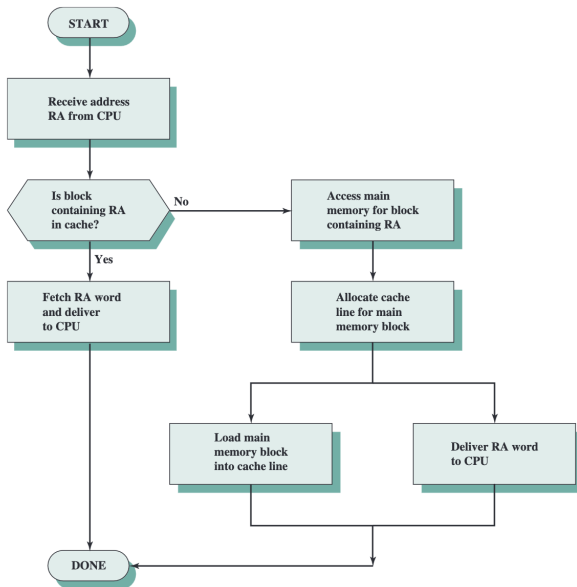 START
Receive address
RA from CPU
Is block
containing RA
in cache?
No
Access main
memory for block
containing RA
Yes
Fetch RA word
and deliver
to CPU
Allocate cache
line for main
memory block
Load main
memory block
into cache line
Deliver RA word
to CPU
DONE